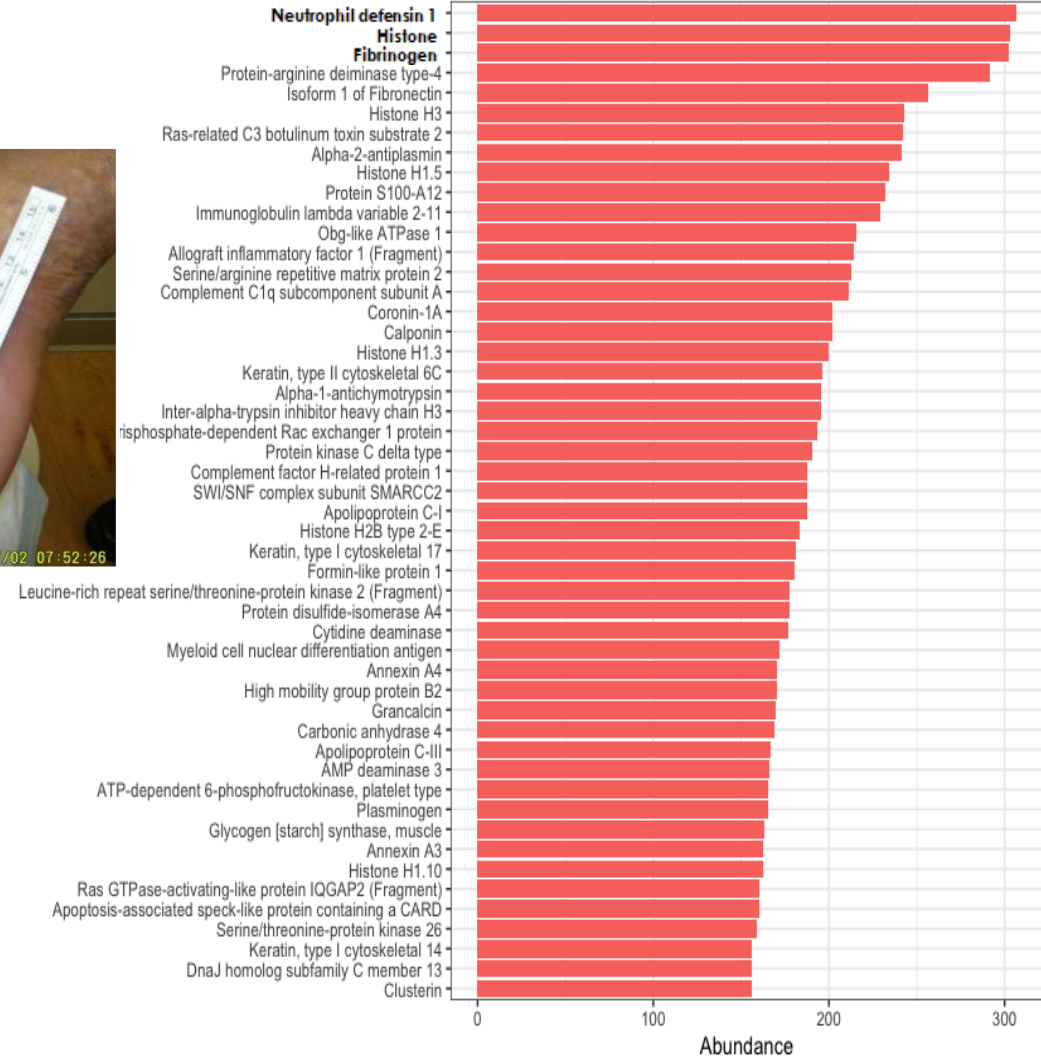 Neutrophil defensin 1
Histone
Fibrinogen
Protein-arginine deiminase type-4
Isoform 1 of Fibronectin
Histone H3
Ras-related C3 botulinum toxin substrate 2
Alpha-2-antiplasmin
Histone H1.5
Protein S100-A12
Immunoglobulin lambda variable 2-11
Obg-like ATPase 1
Allograft inflammatory factor 1 (Fragment)
Serine/arginine repetitive matrix protein 2
Complement C1q subcomponent subunit A
Coronin-1A
Calponin
Histone H1.3
Keratin, type II cytoskeletal 6C
Alpha-1-antichymotrypsin
Inter-alpha-trypsin inhibitor heavy chain H3
risphosphate-dependent Rac exchanger 1 protein
Protein kinase C delta type
Complement factor H-related protein 1
SWI/SNF complex subunit SMARCC2
Apolipoprotein C-I
Histone H2B type 2-E
Keratin, type I cytoskeletal 17
Formin-like protein 1
/02 07:52:26
Leucine-rich repeat serine/threonine-protein kinase 2 (Fragment)
Protein disulfide-isomerase A4
Cytidine deaminase
Myeloid cell nuclear differentiation antigen
Annexin A4
High mobility group protein B2
Grancalcin
Carbonic anhydrase 4
Apolipoprotein C-III
AMP deaminase 3
ATP-dependent 6-phosphofructokinase, platelet type
Plasminogen
Glycogen [starch] synthase, muscle
Annexin A3
Histone H1.10
Ras GTPase-activating-like protein IQGAP2 (Fragment)
Apoptosis-associated speck-like protein containing a CARD
Serine/threonine-protein kinase 26
Keratin, type I cytoskeletal 14
DnaJ homolog subfamily C member 13
Clusterin
0 100 200 300
Abundance